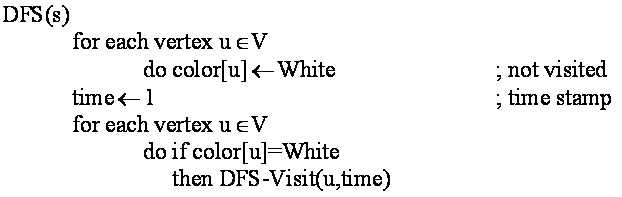 DFS(s)
for each vertex u ∈V
do color[u]←White ; not visited
time←1 ; time stamp
for each vertex u ∈V
do if color[u]=White
then DFS-Visit(u,time)